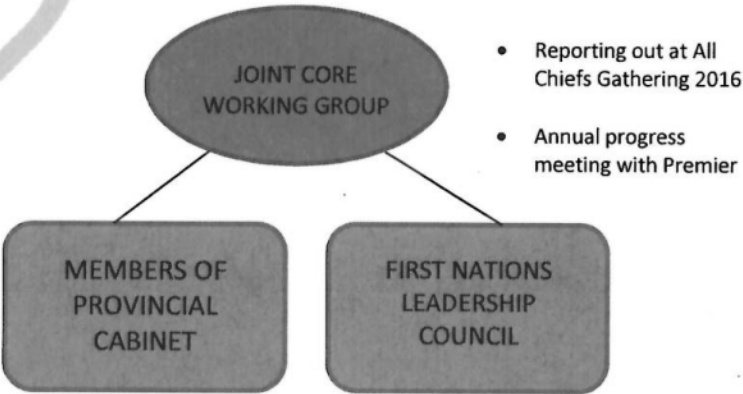 JOINT CORE
WORKING GROUP
• Reporting out at All
Chiefs Gathering 2016
• Annual progress
meeting with Premier
MEMBERS OF
PROVINCIAL
CABINET
FIRST NATIONS
LEADERSHIP
COUNCIL